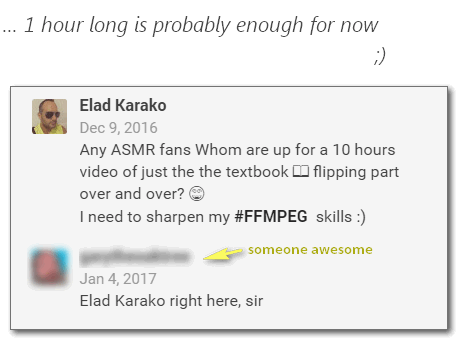 ... 1 hour long is probably enough for now
;)
Elad Karako
Dec 9, 2016
Any ASMR fans Whom are up for a 10 hours
video of just the the textbook 📖 flipping part
over and over? 😄
I need to sharpen my #FFMPEG skills :)
someone awesome
Jan 4, 2017
Elad Karako right here, sir